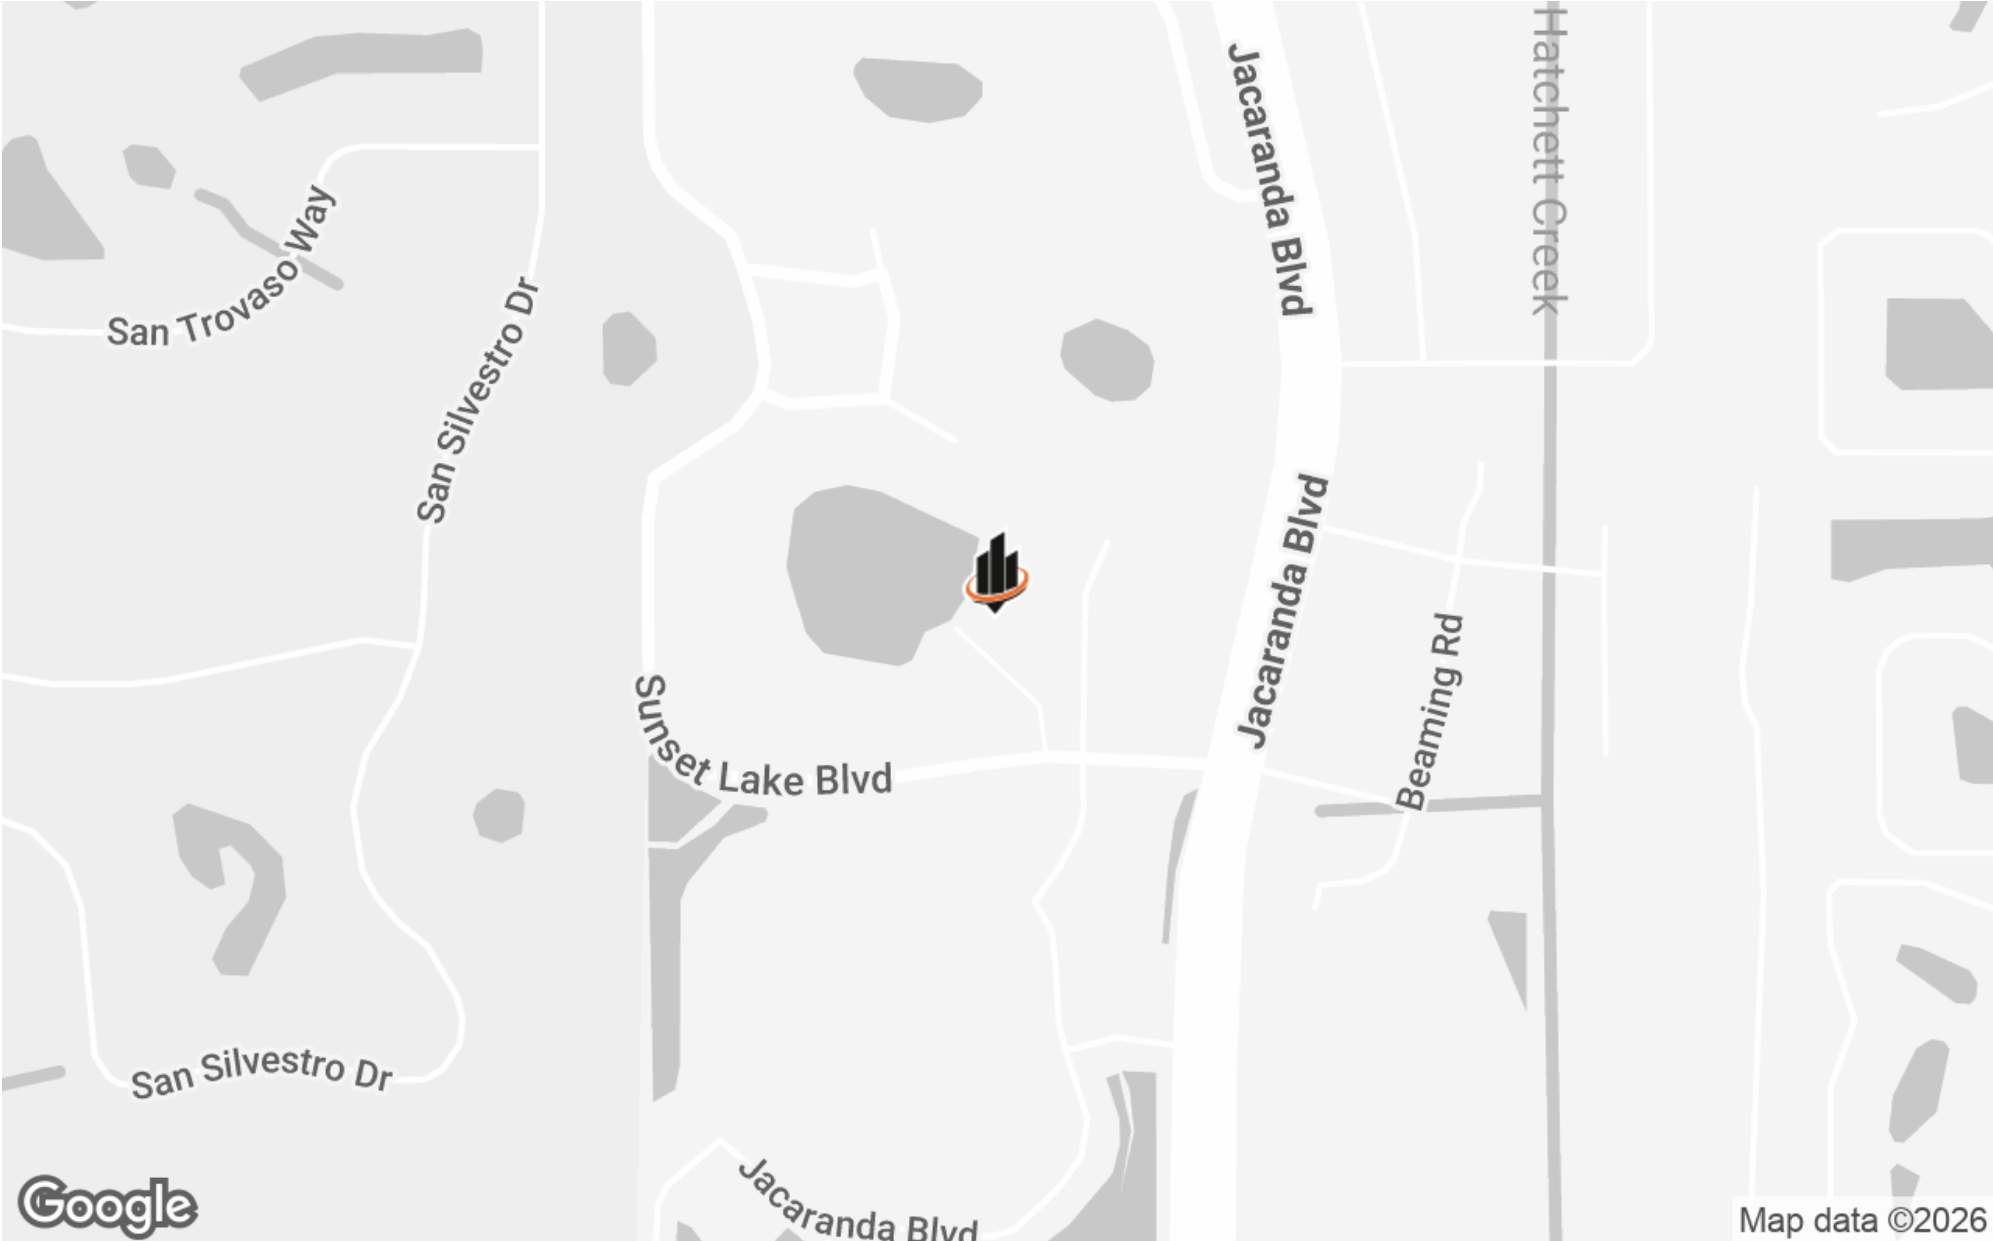 Jacaranda Blvd
Hatchett Creek
San Trovaso Way
San Silvestro Dr
Jacaranda Blvd
Beaming Rd
Sunset Lake Blvd
San Silvestro Dr
Jacaranda Blvd
Google
Map data ©2026